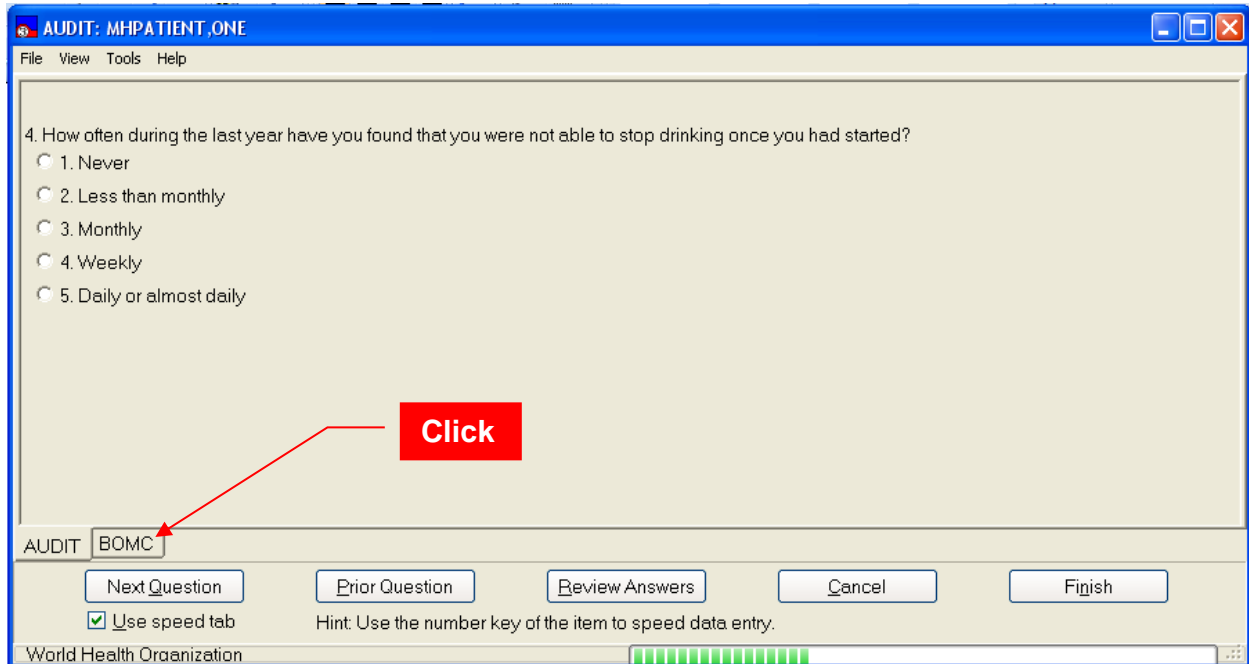 AUDIT: MHPATIENT,ONE
File View Tools Help
4. How often during the last year have you found that you were not able to stop drinking once you had started?
1. Never
2. Less than monthly
3. Monthly
4. Weekly
5. Daily or almost daily
Click
AUDIT BOMC
Next Question Prior Question Review Answers Cancel Finish
Use speed tab Hint: Use the number key of the item to speed data entry.
World Health Organization